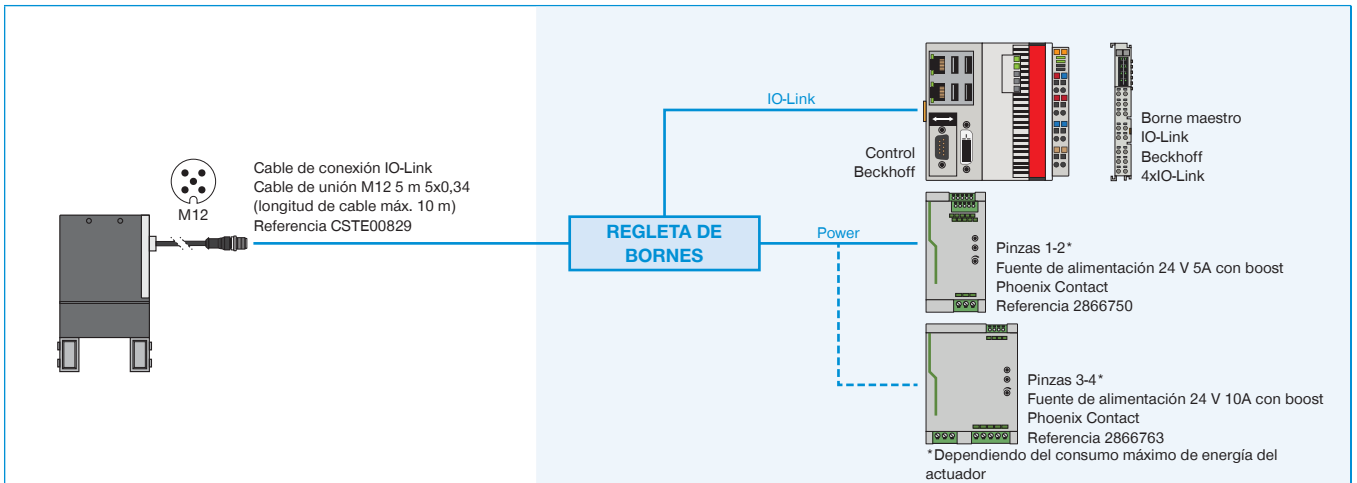 M12
Cable de conexión IO-Link
Cable de unión M12 5 m 5x0,34
(longitud de cable máx. 10 m)
Referencia CSTE00829
REGLETA DE
BORNES
IO-Link
Power
Control
Beckhoff
Borne maestro
IO-Link
Beckhoff
4xIO-Link
Pinzas 1-2*
Fuente de alimentación 24 V 5A con boost
Phoenix Contact
Referencia 2866750
Pinzas 3-4*
Fuente de alimentación 24 V 10A con boost
Phoenix Contact
Referencia 2866763
*Dependiendo del consumo máximo de energía del
actuador